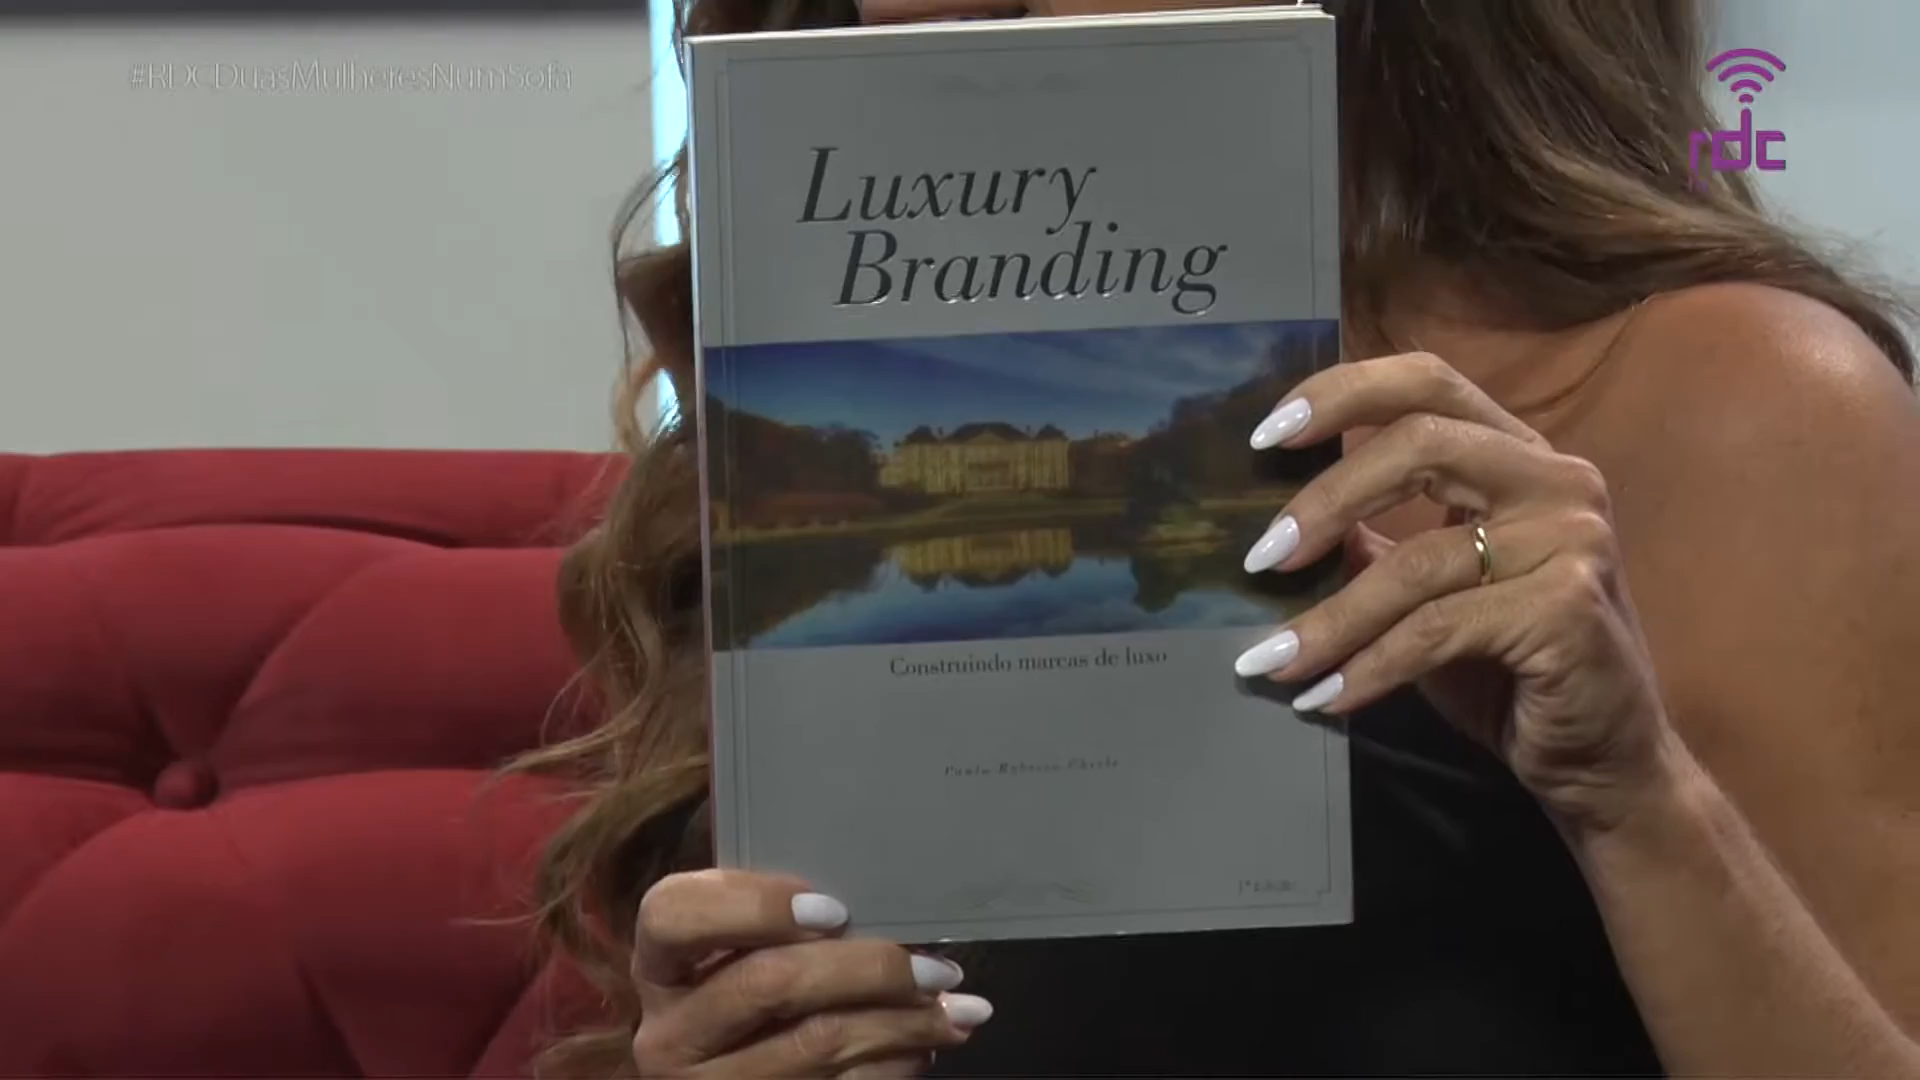 #RDCDuasMulheresNumSofa
rdc
Luxury
Branding
Construindo marcas de luxo